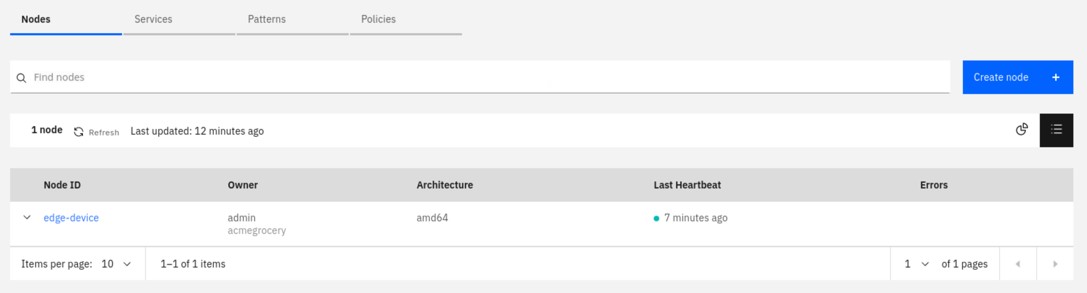 Nodes Services Patterns Policies
Find nodes
Create node +
1 node Refresh Last updated: 12 minutes ago
Node ID Owner Architecture Last Heartbeat Errors
edge-device admin amd64 7 minutes ago
acmegrocery
Items per page: 10 1–1 of 1 items 1 of 1 pages